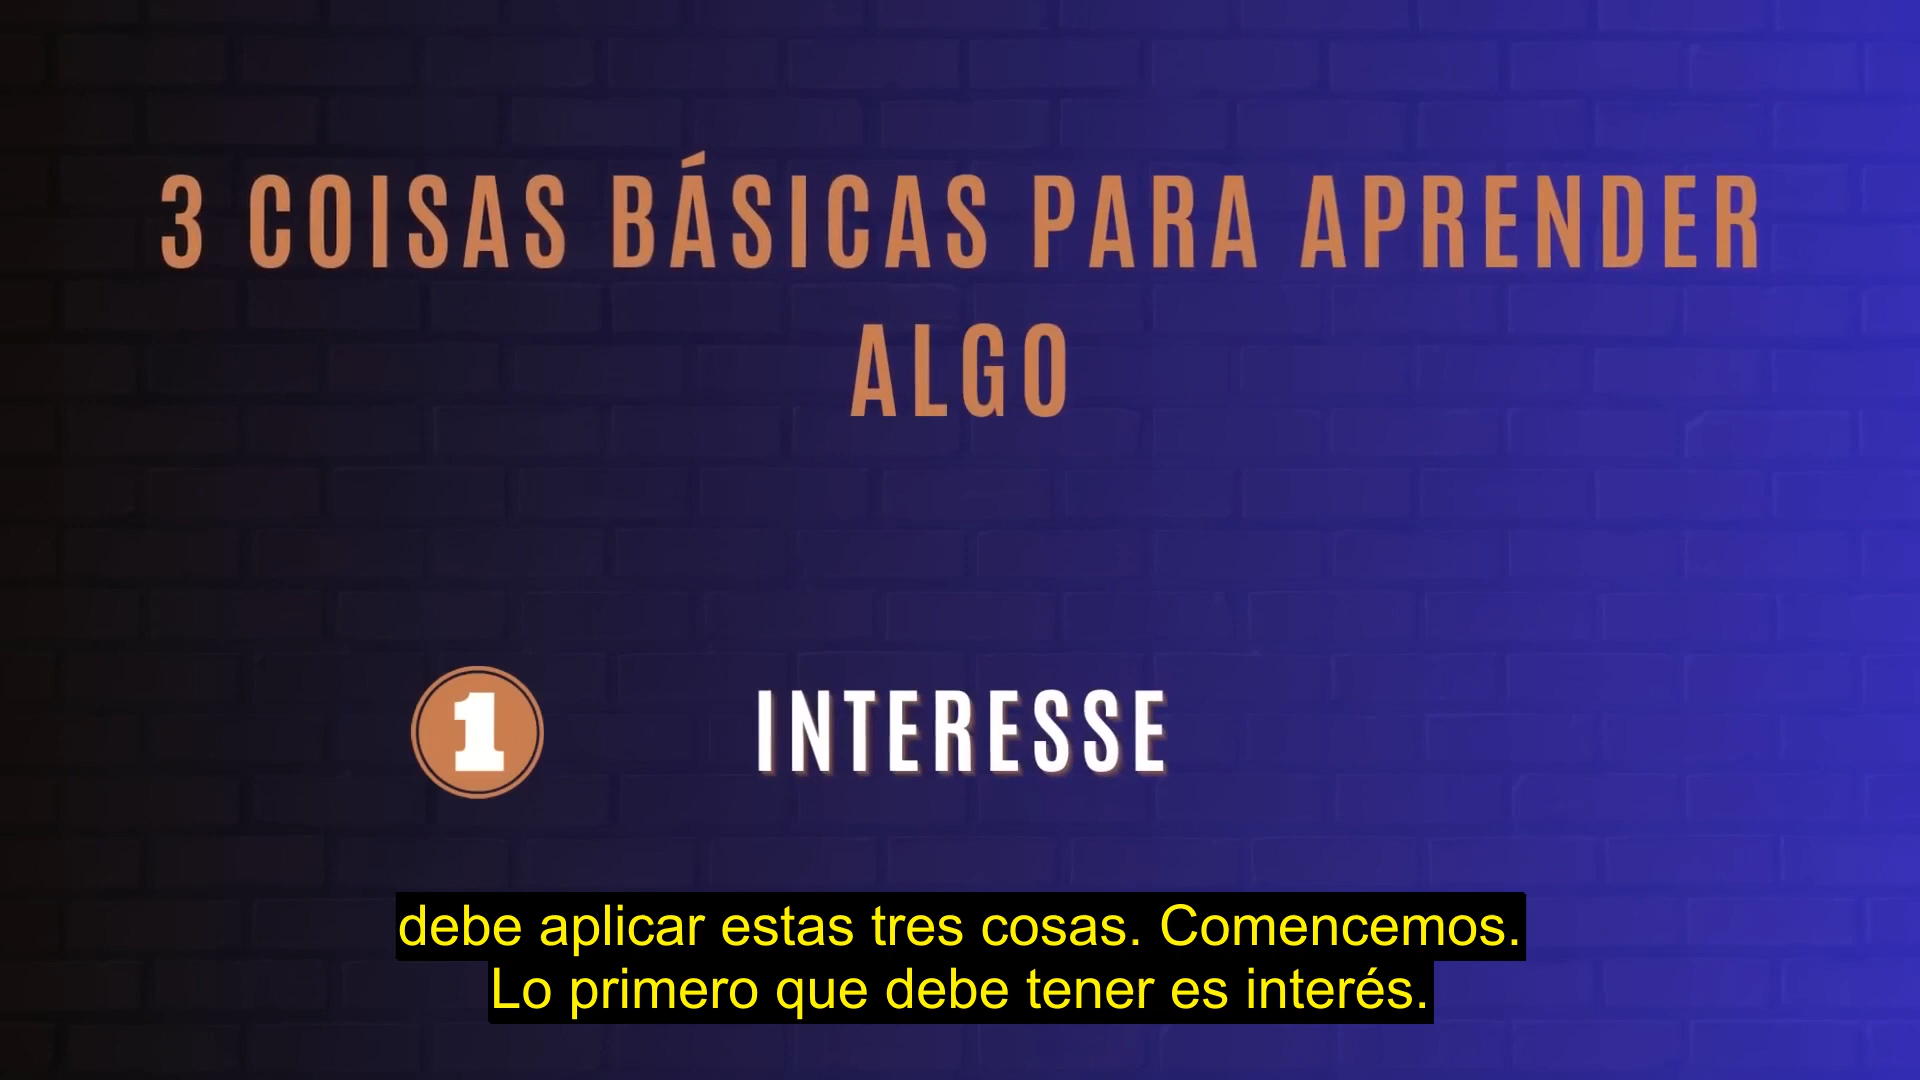 3 COISAS BÁSICAS PARA APRENDER
ALGO
1 INTERESSE
debe aplicar estas tres cosas. Comencemos.
Lo primero que debe tener es interés.